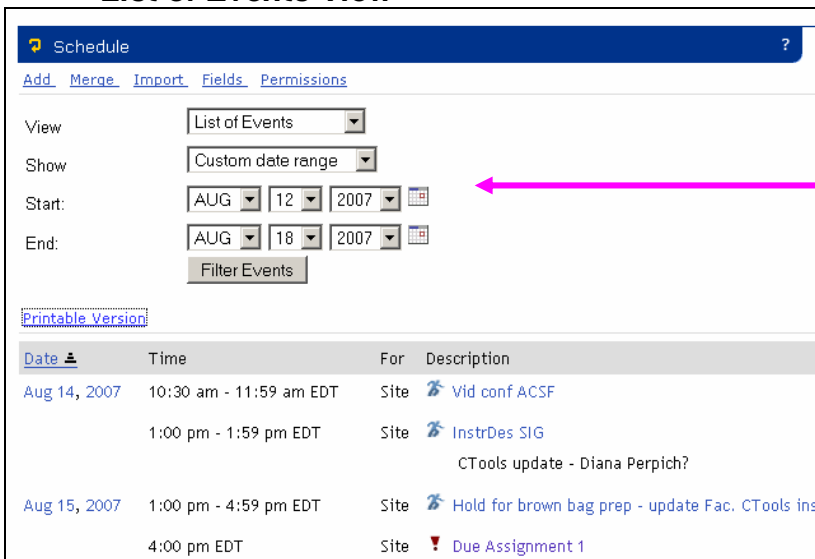 Schedule ?
Add Merge Import Fields Permissions
View List of Events
Show Custom date range
Start: AUG 12 2007
End: AUG 18 2007
Filter Events
Printable Version
Date Time For Description
Aug 14, 2007 10:30 am - 11:59 am EDT Site Vid conf ACSF
1:00 pm - 1:59 pm EDT Site InstrDes SIG
CTools update - Diana Perpich?
Aug 15, 2007 1:00 pm - 4:59 pm EDT Site Hold for brown bag prep - update Fac. CTools ins
4:00 pm EDT Site Due Assignment 1